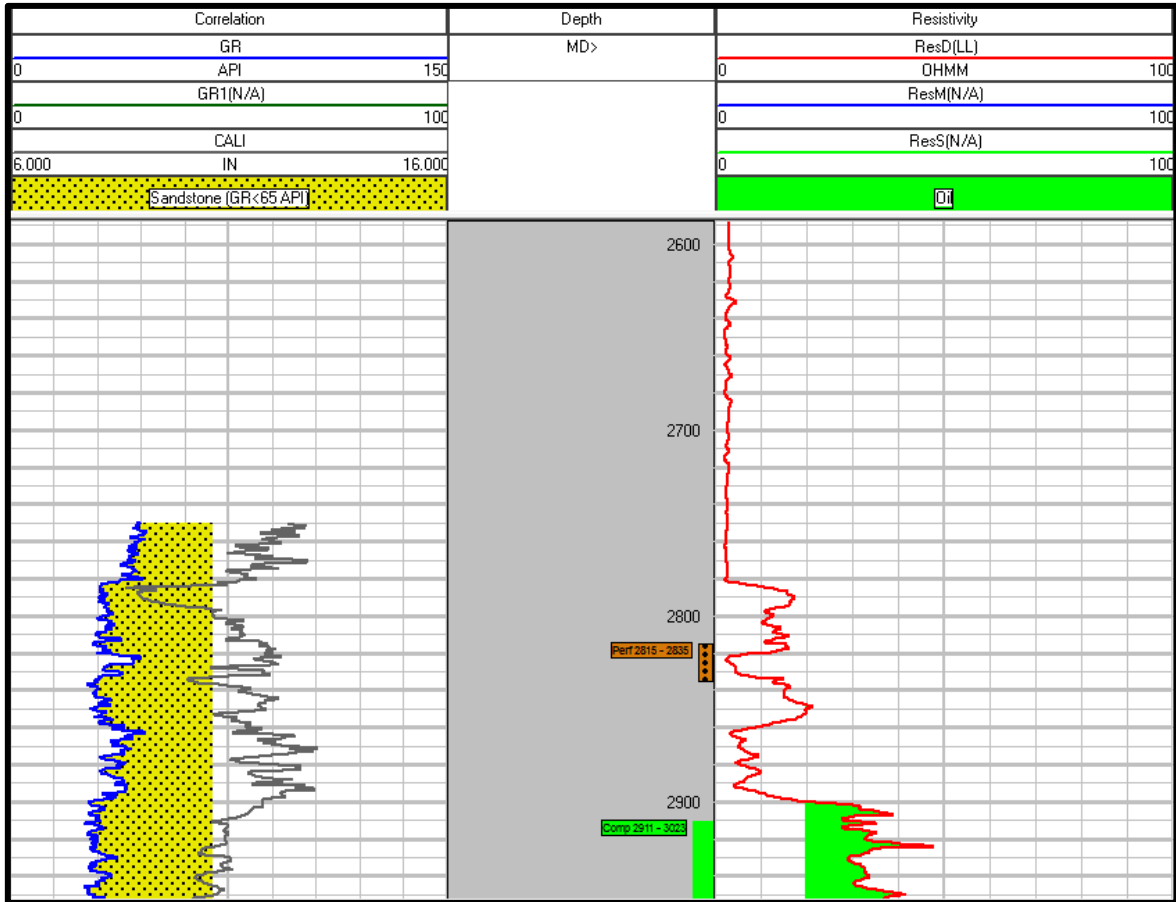 Correlation
Depth
Resistivity
GR
MD>
ResD(LL)
0 API 150
0 OHMM 100
GR1(N/A)
ResM(N/A)
0 100
0 100
CALI
ResS(N/A)
6.000 IN 16.000
0 100
Sandstone (GR<65 API)
Oil
2600
2700
2800
Perf 2815 - 2835
2900
Comp 2911 - 3023